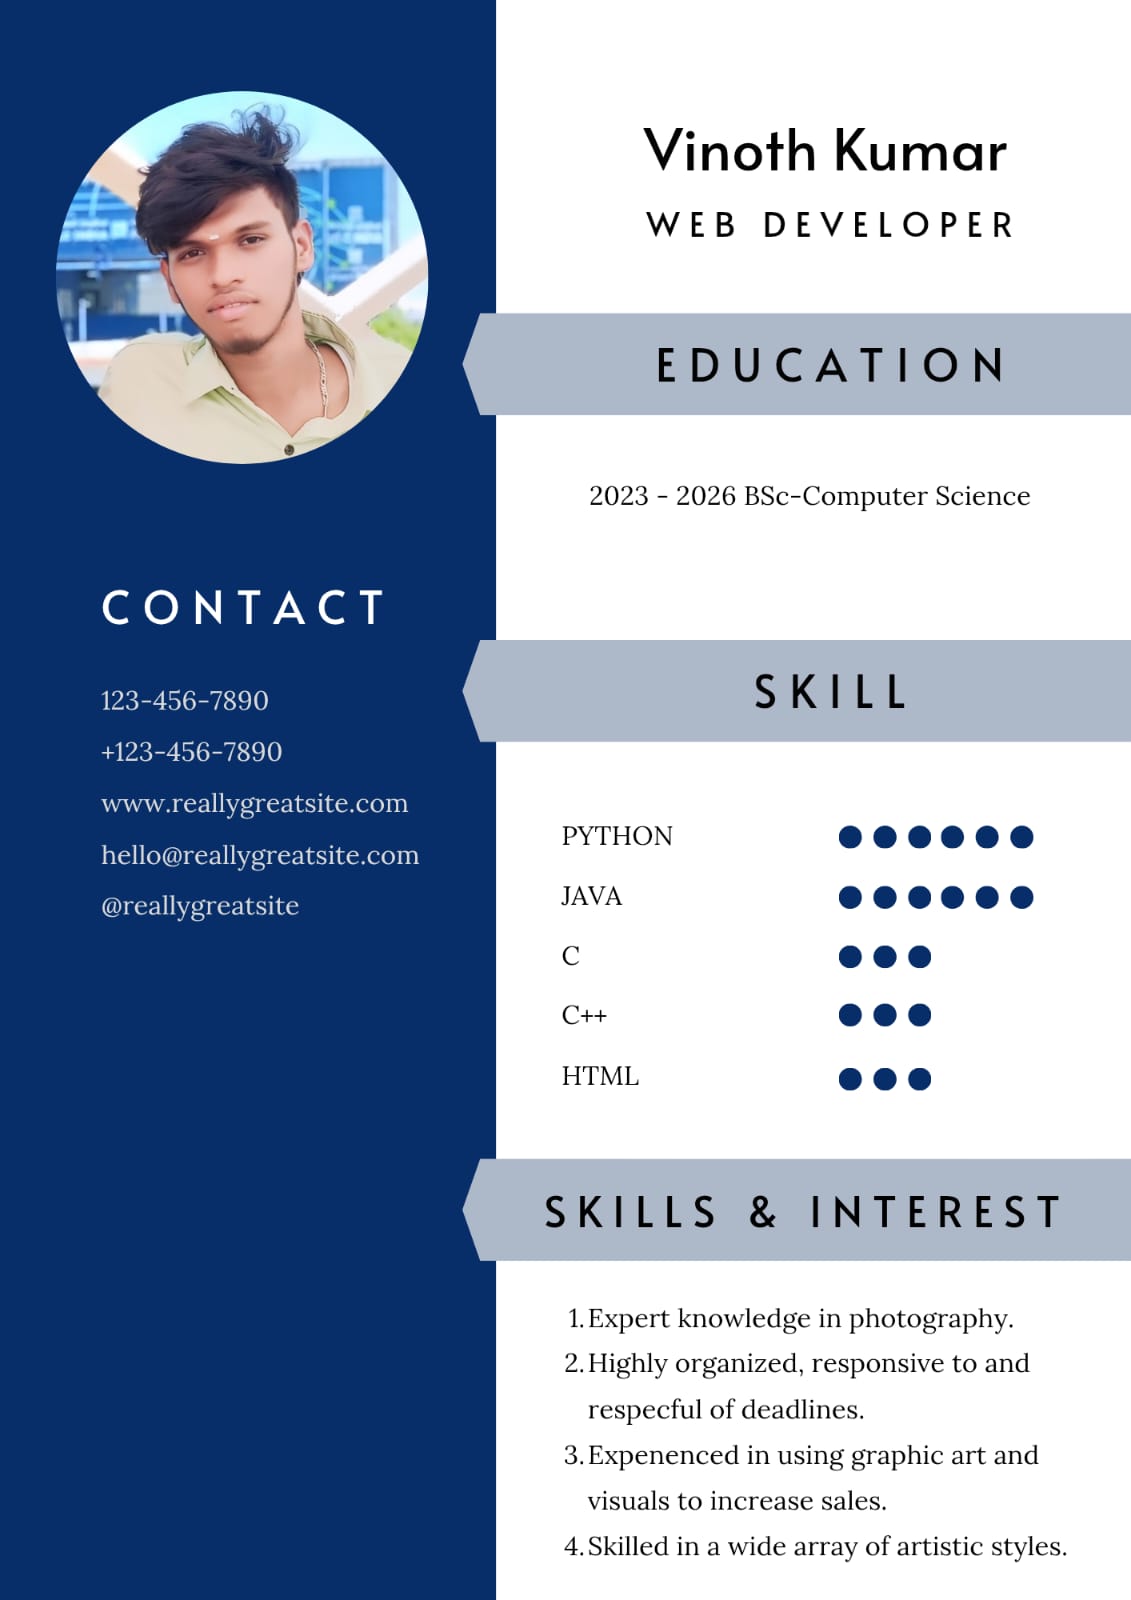 Vinoth Kumar
WEB DEVELOPER
EDUCATION
2023 - 2026 BSc-Computer Science
CONTACT
123-456-7890
+123-456-7890
www.reallygreatsite.com
hello@reallygreatsite.com
@reallygreatsite
SKILL
PYTHON
JAVA
C
C++
HTML
SKILLS & INTEREST
1. Expert knowledge in photography.
2. Highly organized, responsive to and
respecful of deadlines.
3. Expenenced in using graphic art and
visuals to increase sales.
4. Skilled in a wide array of artistic styles.